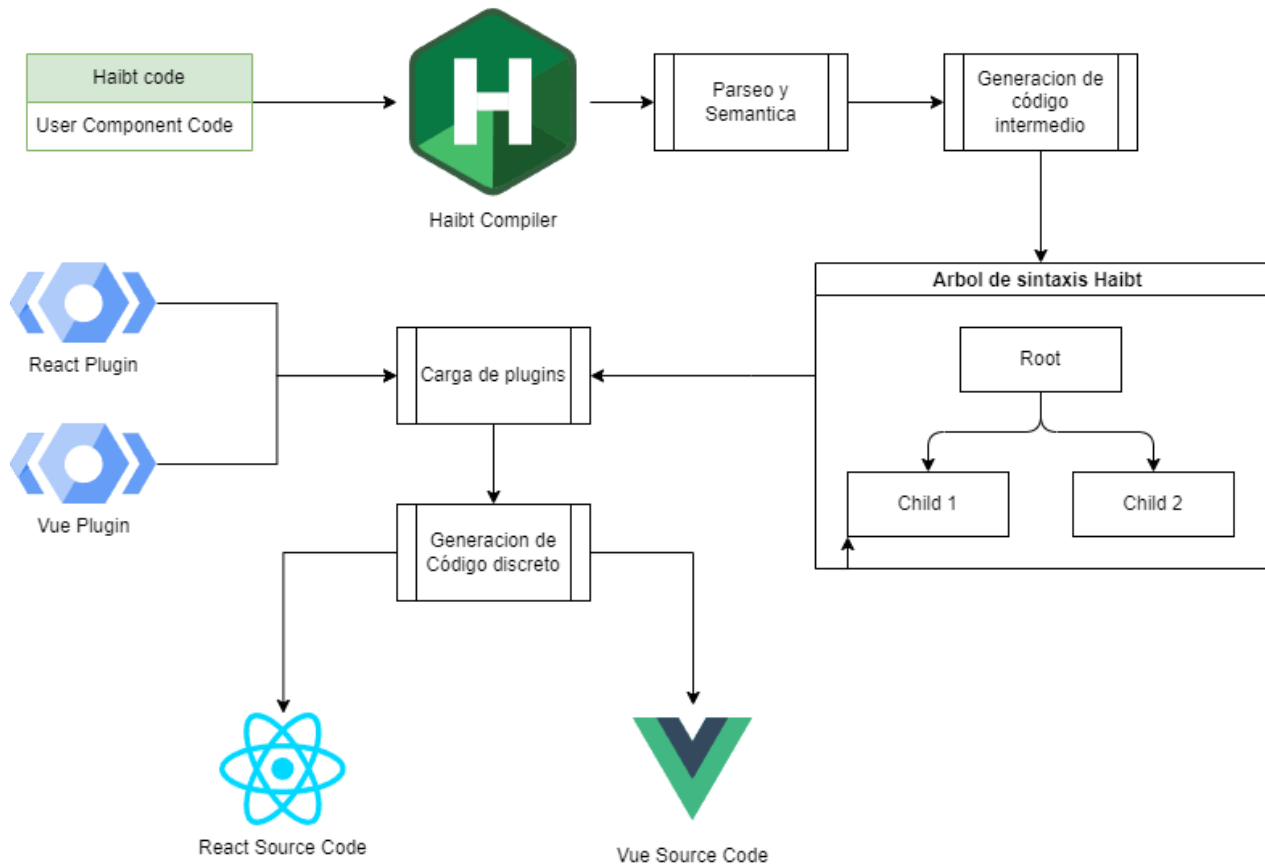 Haibt code
User Component Code
H
Haibt Compiler
Parseo y
Semantica
Generacion de
código
intermedio
Arbol de sintaxis Haibt
Root
Child 1
Child 2
React Plugin
Vue Plugin
Carga de plugins
Generacion de
Código discreto
React Source Code
Vue Source Code